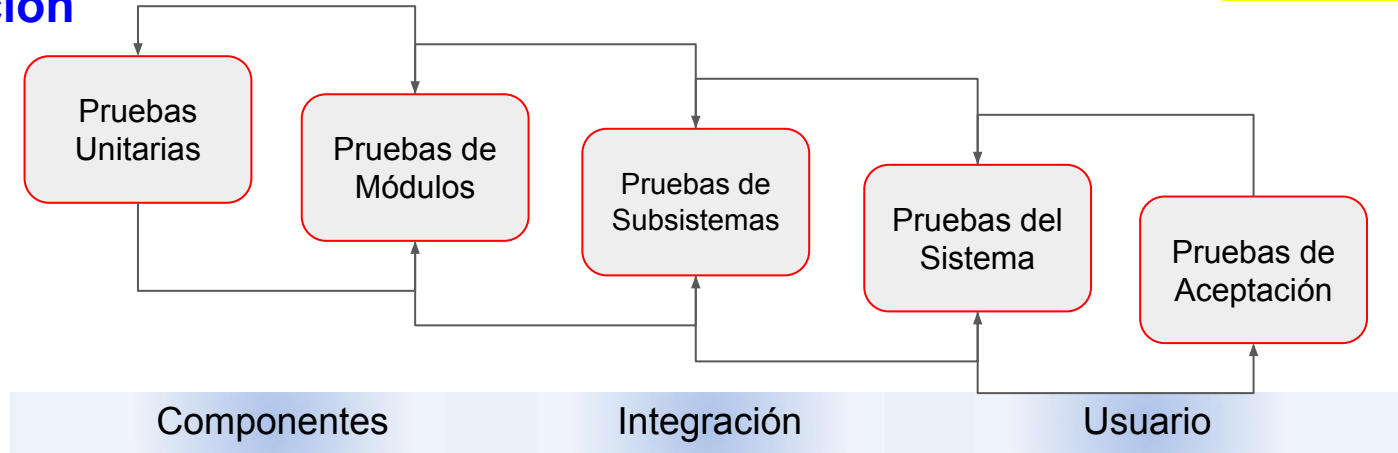 ción
Pruebas
Unitarias
Pruebas de
Módulos
Pruebas de
Subsistemas
Pruebas del
Sistema
Pruebas de
Aceptación
Componentes
Integración
Usuario